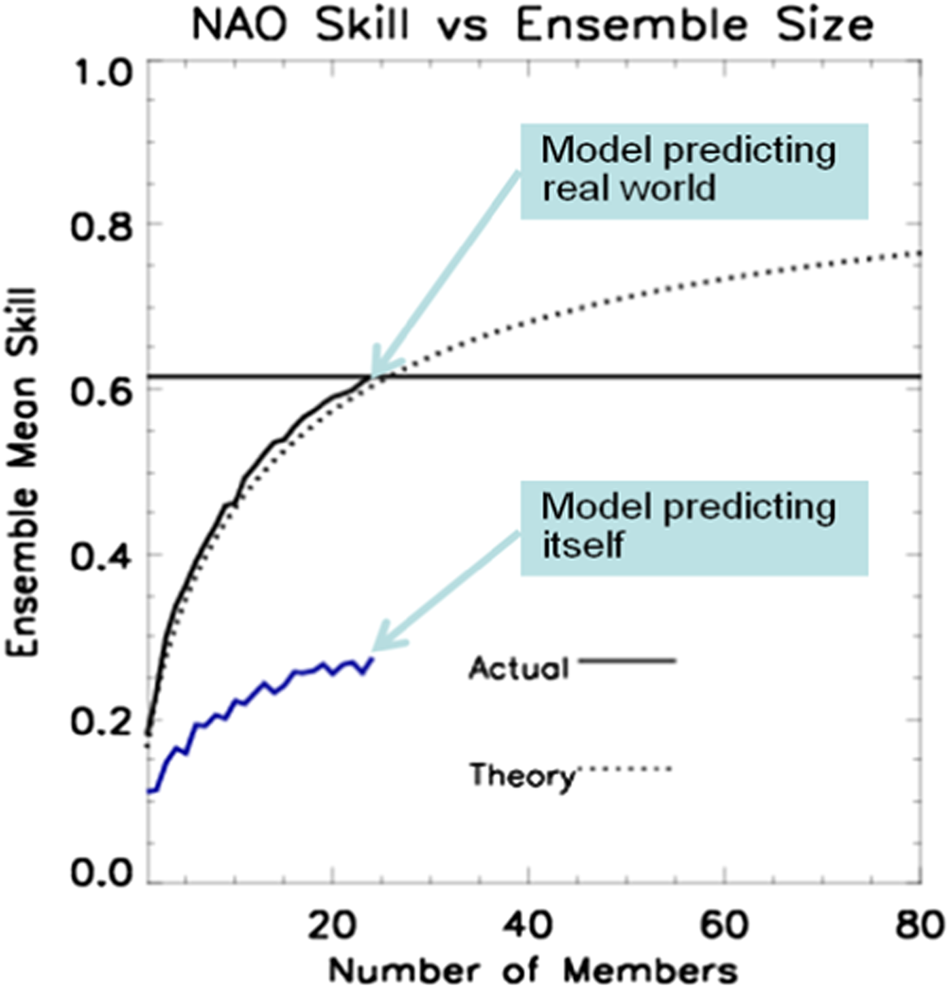 NAO Skill vs Ensemble Size
1.0
0.8
0.6
0.4
0.2
0.0
Ensemble Mean Skill
Model predicting
real world
Model predicting
itself
Actual
Theory
20 40 60 80
Number of Members